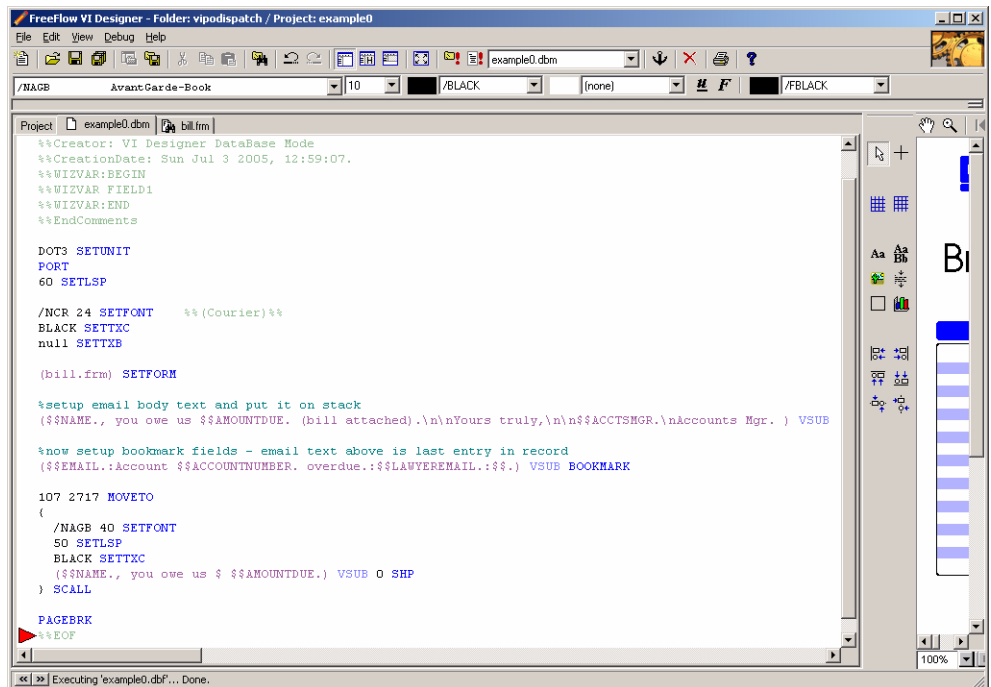 FreeFlow VI Designer - Folder: vipodispatch / Project: example0
File Edit View Debug Help
example0.dbm
/NAGB AvantGarde-Book 10 /BLACK (none) u F /FBLACK
Project example0.dbm bill.frm
%%Creator: VI Designer DataBase Mode
%%CreationDate: Sun Jul 3 2005, 12:59:07.
%%WIZVAR:BEGIN
%%WIZVAR FIELD1
%%WIZVAR:END
%%EndComments
DOT3 SETUNIT
PORT
60 SETLSP
/NCR 24 SETFONT %%(Courier)%%
BLACK SETTXC
null SETTXB
(bill.frm) SETFORM
%setup email body text and put it on stack
($$NAME., you owe us $$AMOUNTDUE. (bill attached).\n\nYours truly,\n\n$$ACCTSMGR.\nAccounts Mgr. ) VSUB
%now setup bookmark fields - email text above is last entry in record
($$EMAIL.:Account $$ACCOUNTNUMBER. overdue.:$$LAWYEREMAIL.:$$.) VSUB BOOKMARK
107 2717 MOVETO
{
/NAGB 40 SETFONT
50 SETLSP
BLACK SETTXC
($$NAME., you owe us $ $$AMOUNTDUE.) VSUB 0 SHP
} SCALL
PAGEBRK
%%EOF
Aa Aa
Bb
100%
Executing 'example0.dbf'... Done.